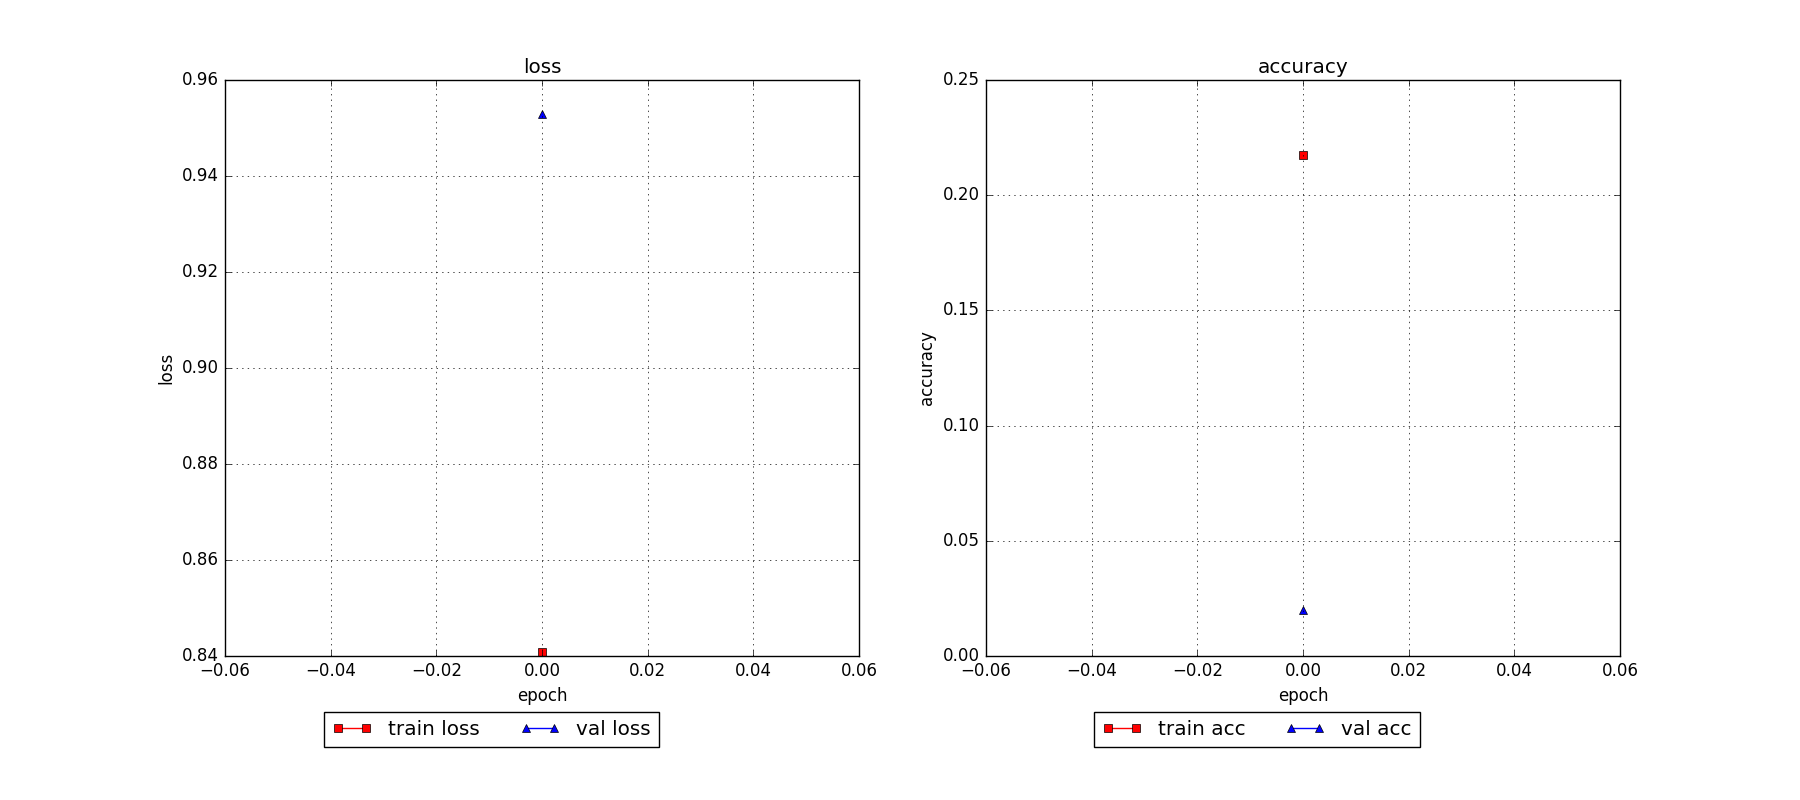 loss
0.96
0.94
0.92
0.90
0.88
0.86
0.84
loss
−0.06 −0.04 −0.02 0.00 0.02 0.04 0.06
epoch
train loss val loss
accuracy
0.25
0.20
0.15
0.10
0.05
0.00
accuracy
−0.06 −0.04 −0.02 0.00 0.02 0.04 0.06
epoch
train acc val acc